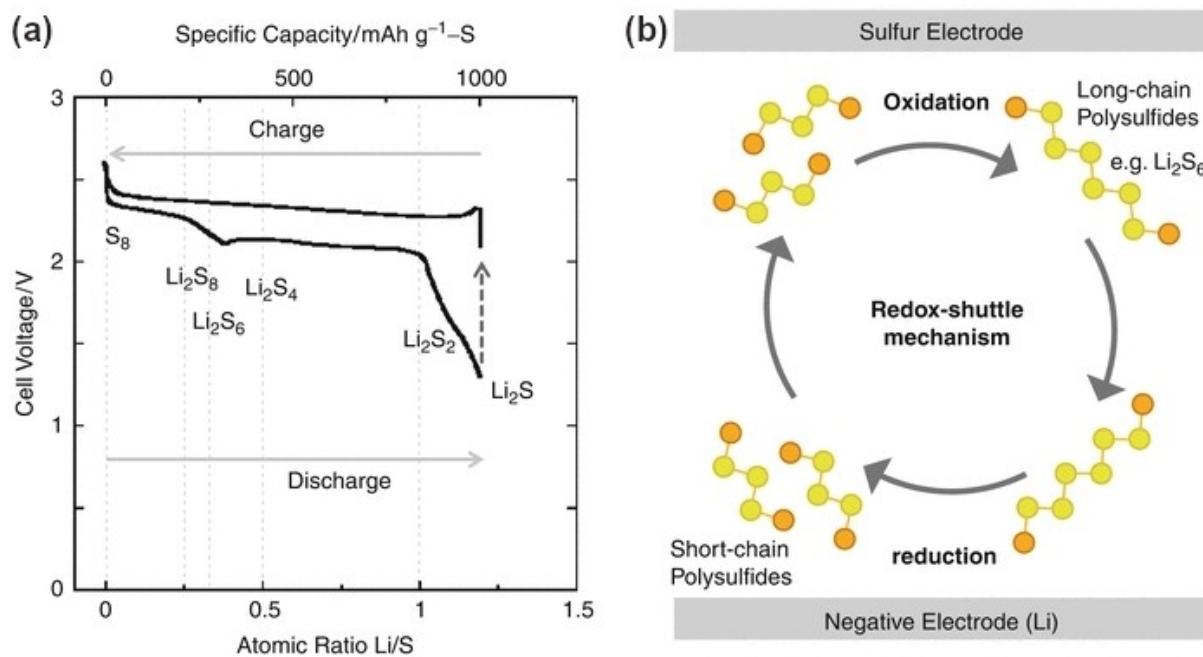 (a)
Specific Capacity/mAh g⁻¹–S
0 500 1000
3
2
1
0
Cell Voltage/V
Charge
S₈
Li₂S₈
Li₂S₆
Li₂S₄
Li₂S₂
Li₂S
Discharge
0 0.5 1 1.5
Atomic Ratio Li/S
(b)
Sulfur Electrode
Oxidation
Long-chain
Polysulfides
e.g. Li₂S₆
Redox-shuttle
mechanism
Short-chain
Polysulfides
reduction
Negative Electrode (Li)